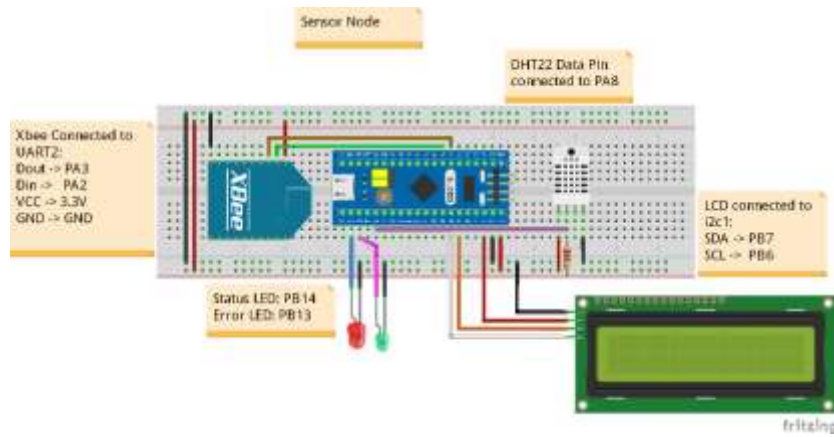 Sensor Node
DHT22 Data Pin
connected to PA8
Xbee Connected to
UART2:
Dout -> PA3
Din -> PA2
VCC -> 3.3V
GND -> GND
XBee
LCD connected to
i2c1:
SDA -> PB7
SCL -> PB6
Status LED: PB14
Error LED: PB13
fritzing